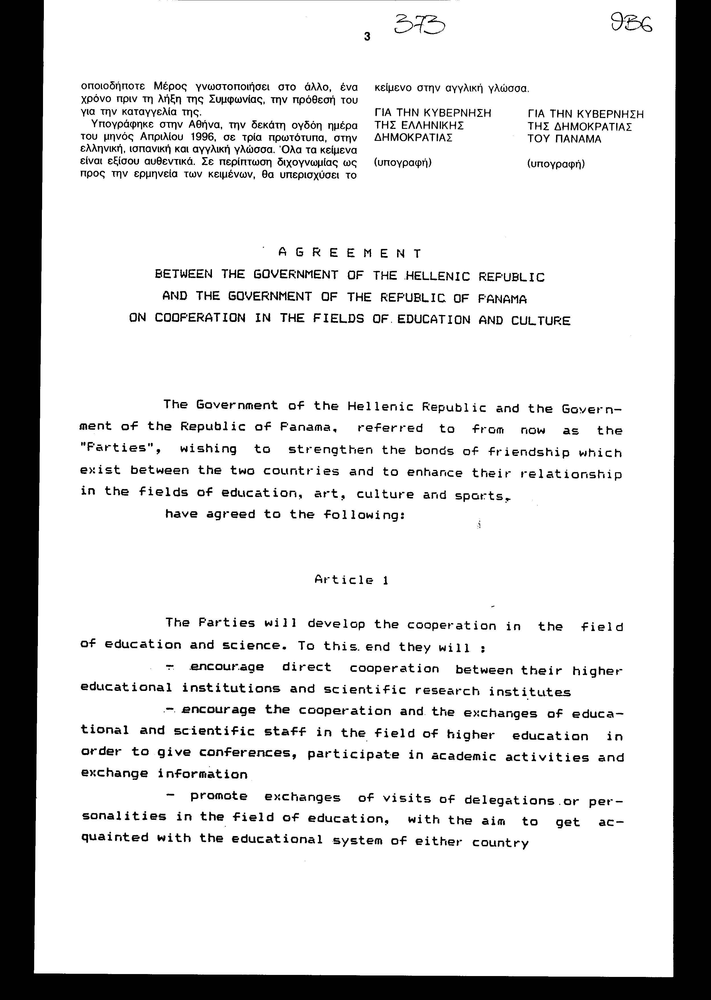 373
936
3
οποιοδήποτε Μέρος γνωστοποιήσει στο άλλο, ένα
χρόνο πριν τη λήξη της Συμφωνίας, την πρόθεσή του
για την καταγγελία της.
Υπογράφηκε στην Αθήνα, την δεκάτη ογδόη ημέρα
του μηνός Απριλίου 1996, σε τρία πρωτότυπα, στην
ελληνική, ισπανική και αγγλική γλώσσα. Όλα τα κείμενα
είναι εξίσου αυθεντικά. Σε περίπτωση διχογνωμίας ως
προς την ερμηνεία των κειμένων, θα υπερισχύσει το
κείμενο στην αγγλική γλώσσα.
ΓΙΑ ΤΗΝ ΚΥΒΕΡΝΗΣΗ
ΤΗΣ ΕΛΛΗΝΙΚΗΣ
ΔΗΜΟΚΡΑΤΙΑΣ
(υπογραφή)
ΓΙΑ ΤΗΝ ΚΥΒΕΡΝΗΣΗ
ΤΗΣ ΔΗΜΟΚΡΑΤΙΑΣ
ΤΟΥ ΠΑΝΑΜΑ
(υπογραφή)
A G R E E M E N T
BETWEEN THE GOVERNMENT OF THE HELLENIC REPUBLIC
AND THE GOVERNMENT OF THE REPUBLIC OF PANAMA
ON COOPERATION IN THE FIELDS OF EDUCATION AND CULTURE
The Government of the Hellenic Republic and the Govern-
ment of the Republic of Panama, referred to from now as the
"Parties", wishing to strengthen the bonds of friendship which
exist between the two countries and to enhance their relationship
in the fields of education, art, culture and sports,
have agreed to the following:
Article 1
The Parties will develop the cooperation in the field
of education and science. To this end they will :
- encourage direct cooperation between their higher
educational institutions and scientific research institutes
- encourage the cooperation and the exchanges of educa-
tional and scientific staff in the field of higher education in
order to give conferences, participate in academic activities and
exchange information
- promote exchanges of visits of delegations or per-
sonalities in the field of education, with the aim to get ac-
quainted with the educational system of either country